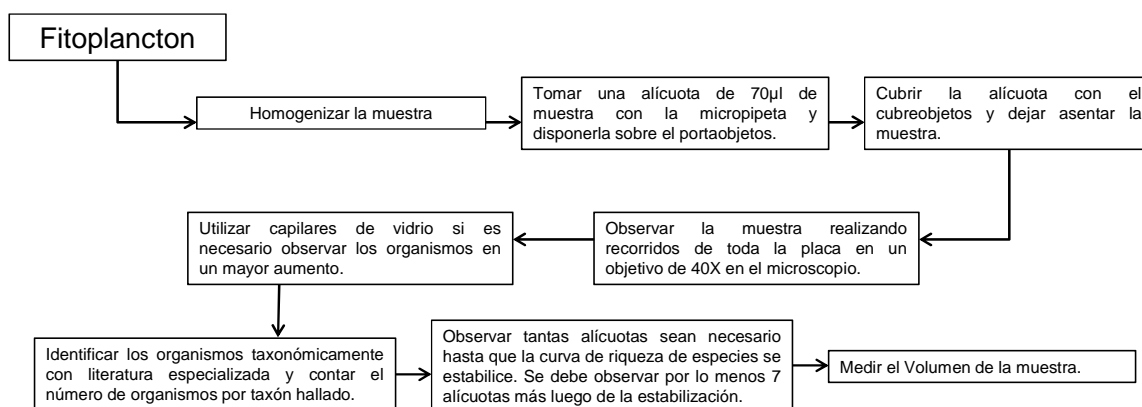 Fitoplancton
Homogenizar la muestra
Tomar una alícuota de 70µl de
muestra con la micropipeta y
disponerla sobre el portaobjetos.
Cubrir la alícuota con el
cubreobjetos y dejar asentar la
muestra.
Observar la muestra realizando
recorridos de toda la placa en un
objetivo de 40X en el microscopio.
Utilizar capilares de vidrio si es
necesario observar los organismos en
un mayor aumento.
Identificar los organismos taxonómicamente
con literatura especializada y contar el
número de organismos por taxón hallado.
Observar tantas alícuotas sean necesario
hasta que la curva de riqueza de especies se
estabilice. Se debe observar por lo menos 7
alícuotas más luego de la estabilización.
Medir el Volumen de la muestra.